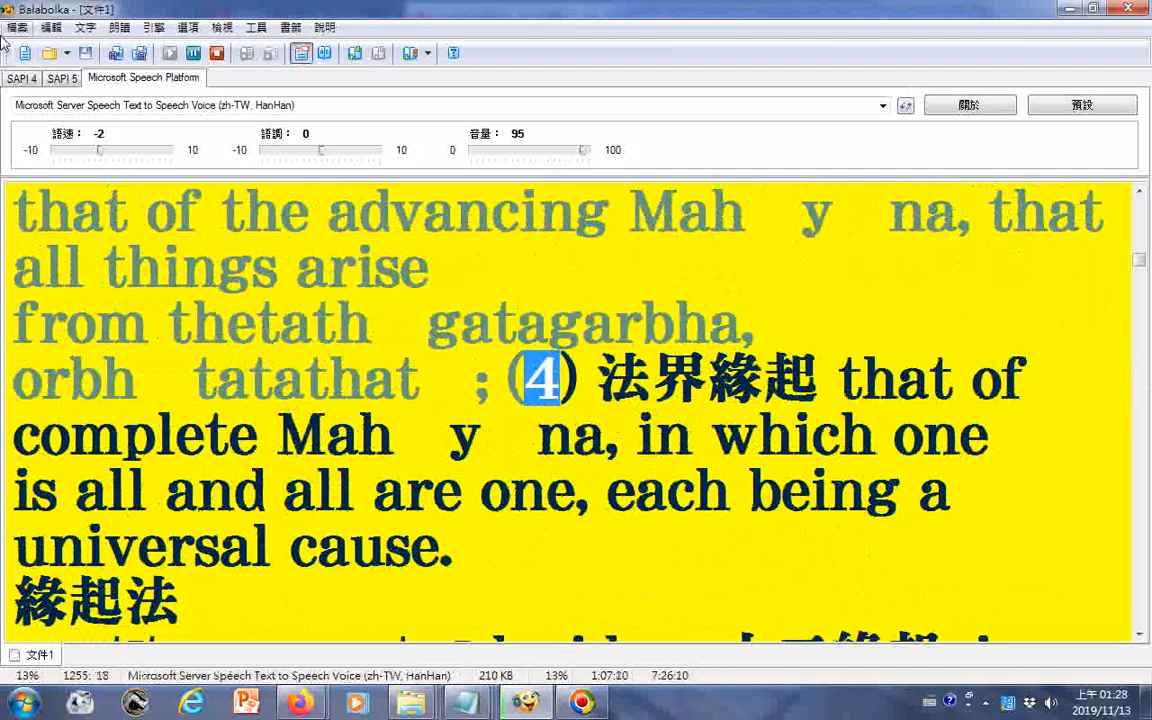 Balabolka - [文件1]
檔案 編輯 文字 朗讀 引擎 選項 檢視 工具 書籤 說明
SAPI 4 SAPI 5 Microsoft Speech Platform
Microsoft Server Speech Text to Speech Voice (zh-TW, HanHan) 關於 預設
語速： -2 語調： 0 音量： 95
-10 10 -10 10 0 100
that of the advancing Mah y na, that
all things arise
from thetath gatagarbha,
orbh tatathat ; (4) 法界緣起 that of
complete Mah y na, in which one
is all and all are one, each being a
universal cause.
緣起法
文件1
13% 1255: 18 Microsoft Server Speech Text to Speech Voice (zh-TW, HanHan) 210 KB 13% 1:07:20 7:26:10
上午 01:28
2019/11/13